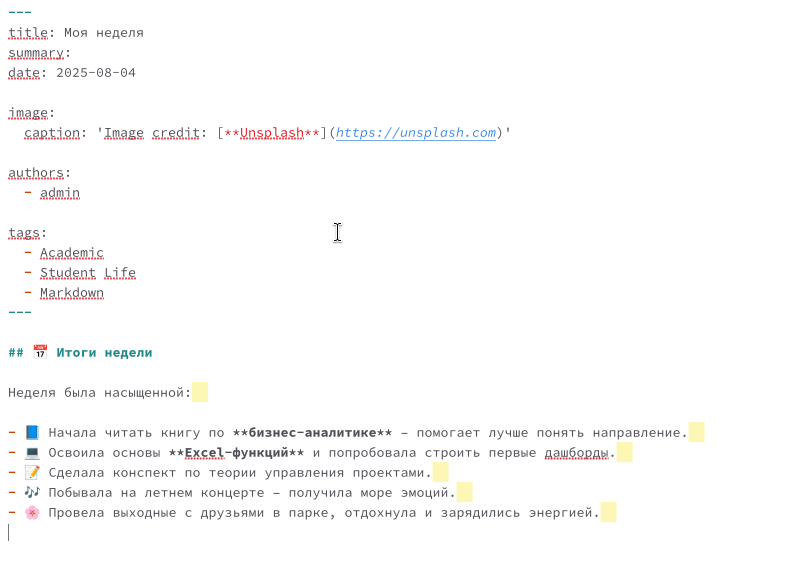 ---
title: Моя неделя
summary:
date: 2025-08-04
image:
caption: 'Image credit: [**Unsplash**](https://unsplash.com)'
authors:
- admin
tags:
- Academic
- Student Life
- Markdown
---
## 📅 Итоги недели
Неделя была насыщенной:
- 📘 Начала читать книгу по **бизнес-аналитике** – помогает лучше понять направление.
- 💻 Освоила основы **Excel-функций** и попробовала строить первые дашборды.
- 📝 Сделала конспект по теории управления проектами.
- 🎶 Побывала на летнем концерте – получила море эмоций.
- 🌸 Провела выходные с друзьями в парке, отдохнула и зарядились энергией.